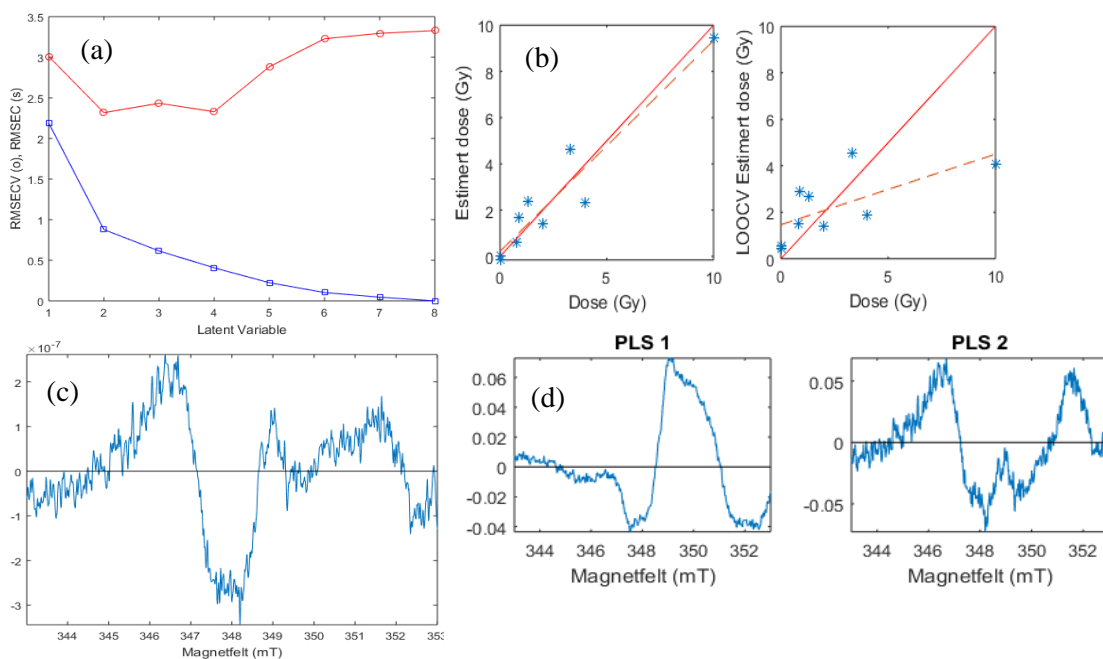 (a)
RMSECV (o), RMSEC (s)
3.5
3
2.5
2
1.5
1
0.5
0
1 2 3 4 5 6 7 8
Latent Variable
(b)
Estimert dose (Gy)
10
8
6
4
2
0
0 5 10
Dose (Gy)
LOOCV Estimert dose (Gy)
10
8
6
4
2
0
0 5 10
Dose (Gy)
× 10⁻⁷
(c)
2
1
0
-1
-2
-3
344 345 346 347 348 349 350 351 352 353
Magnetfelt (mT)
PLS 1
(d)
0.06
0.04
0.02
0
-0.02
-0.04
344 346 348 350 352
Magnetfelt (mT)
PLS 2
0.05
0
-0.05
344 346 348 350 352
Magnetfelt (mT)